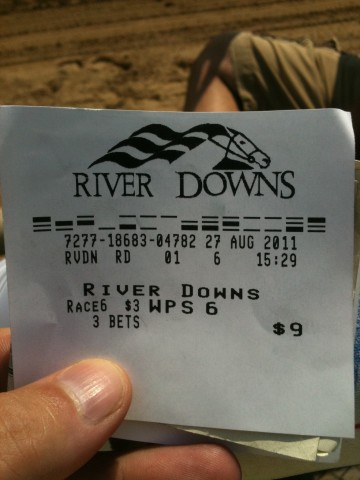 RIVER DOWNS
7277-18683-04782 27 AUG 2011
RVDN RD 01 6 15:29
RIVER DOWNS
RACE6 $3 WPS 6
3 BETS
$9